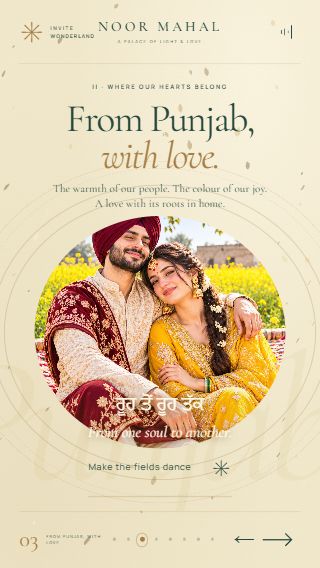 INVITE
WONDERLAND
NOOR MAHAL
A PALACE OF LIGHT & LOVE
II · WHERE OUR HEARTS BELONG
From Punjab,
with love.
The warmth of our people. The colour of our joy.
A love with its roots in home.
ਰੂਹ ਤੋਂ ਰੂਹ ਤੱਕ
From one soul to another.
Make the fields dance
03
FROM PUNJAB, WITH
LOVE.